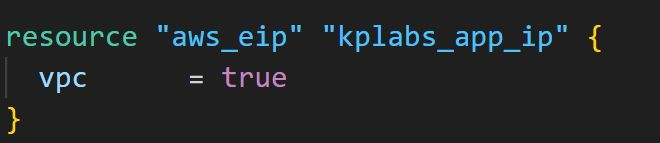 resource "aws_eip" "kplabs_app_ip" {
  vpc      = true
}